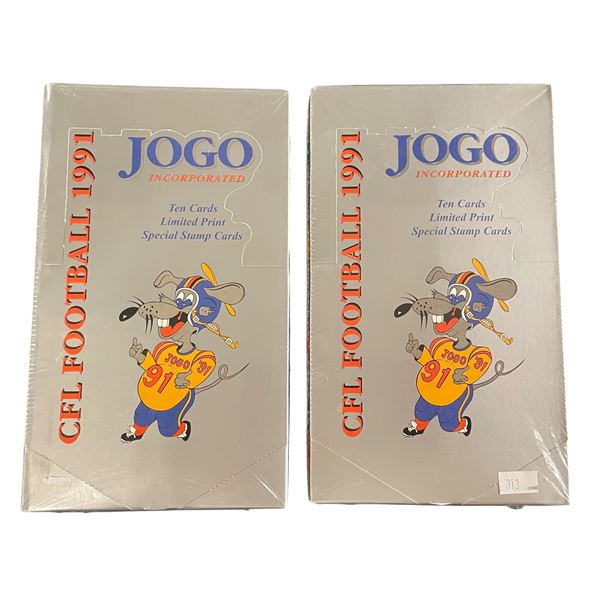 CFL FOOTBALL 1991
JOGO
INCORPORATED
Ten Cards
Limited Print
Special Stamp Cards
JOGO '91
91
CFL FOOTBALL 1991
JOGO
INCORPORATED
Ten Cards
Limited Print
Special Stamp Cards
JOGO '91
91
313